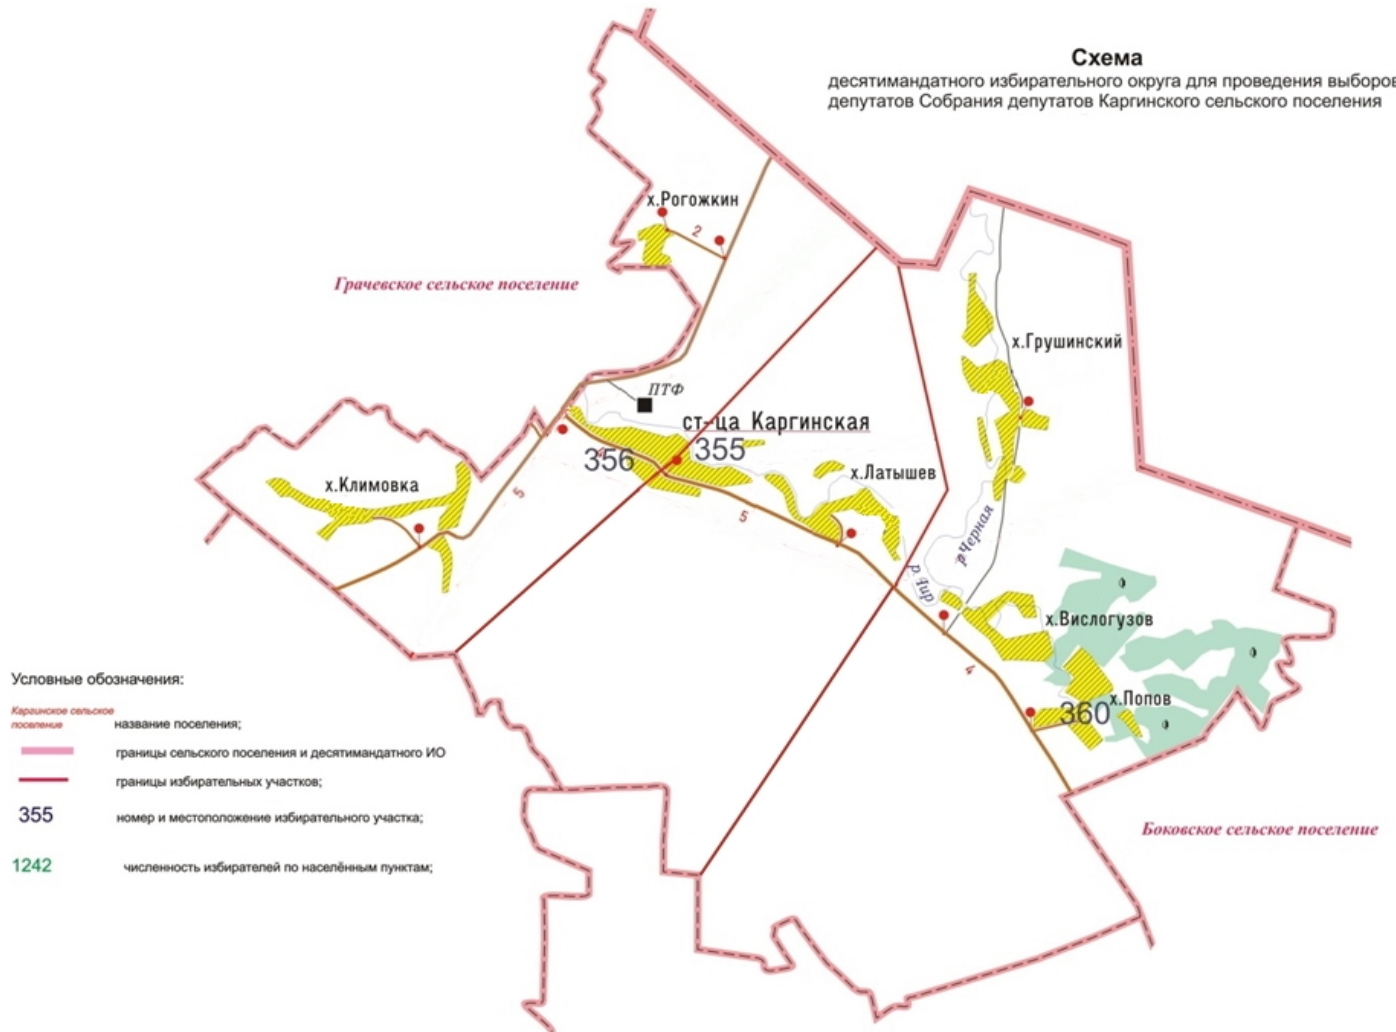 Схема
десятимандатного избирательного округа для проведения выборов
депутатов Собрания депутатов Каргинского сельского поселения
х.Рогожкин
2
Грачевское сельское поселение
х.Грушинский
ПТФ
ст-ца Каргинская
355
356
х.Климовка
5
х.Латышев
5
р.Черная
р. Чир
х.Вислогузов
4
х.Попов
360
Боковское сельское поселение
Условные обозначения:
Каргинское сельское
поселение
название поселения;
границы сельского поселения и десятимандатного ИО
границы избирательных участков;
355
номер и местоположение избирательного участка;
1242
численность избирателей по населённым пунктам;